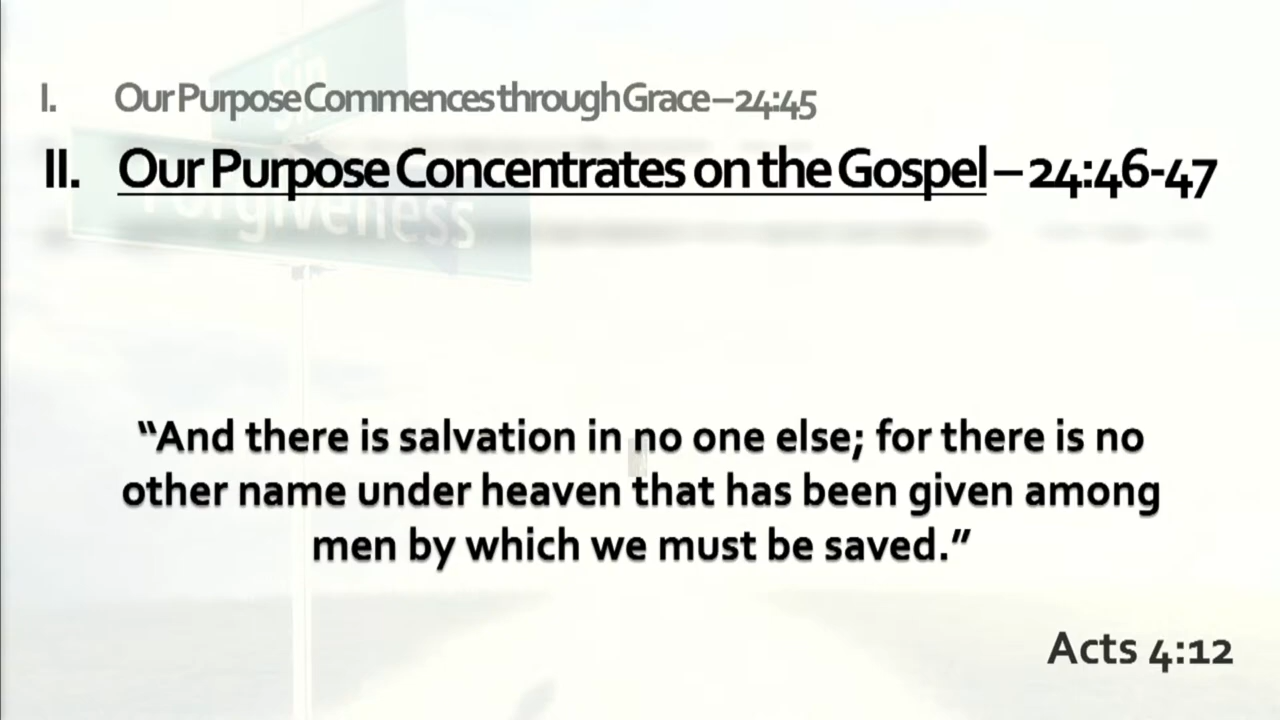 Sin
I. Our Purpose Commences through Grace – 24:45
II. Our Purpose Concentrates on the Gospel – 24:46-47
Forgiveness
“And there is salvation in no one else; for there is no
other name under heaven that has been given among
men by which we must be saved.”
Acts 4:12